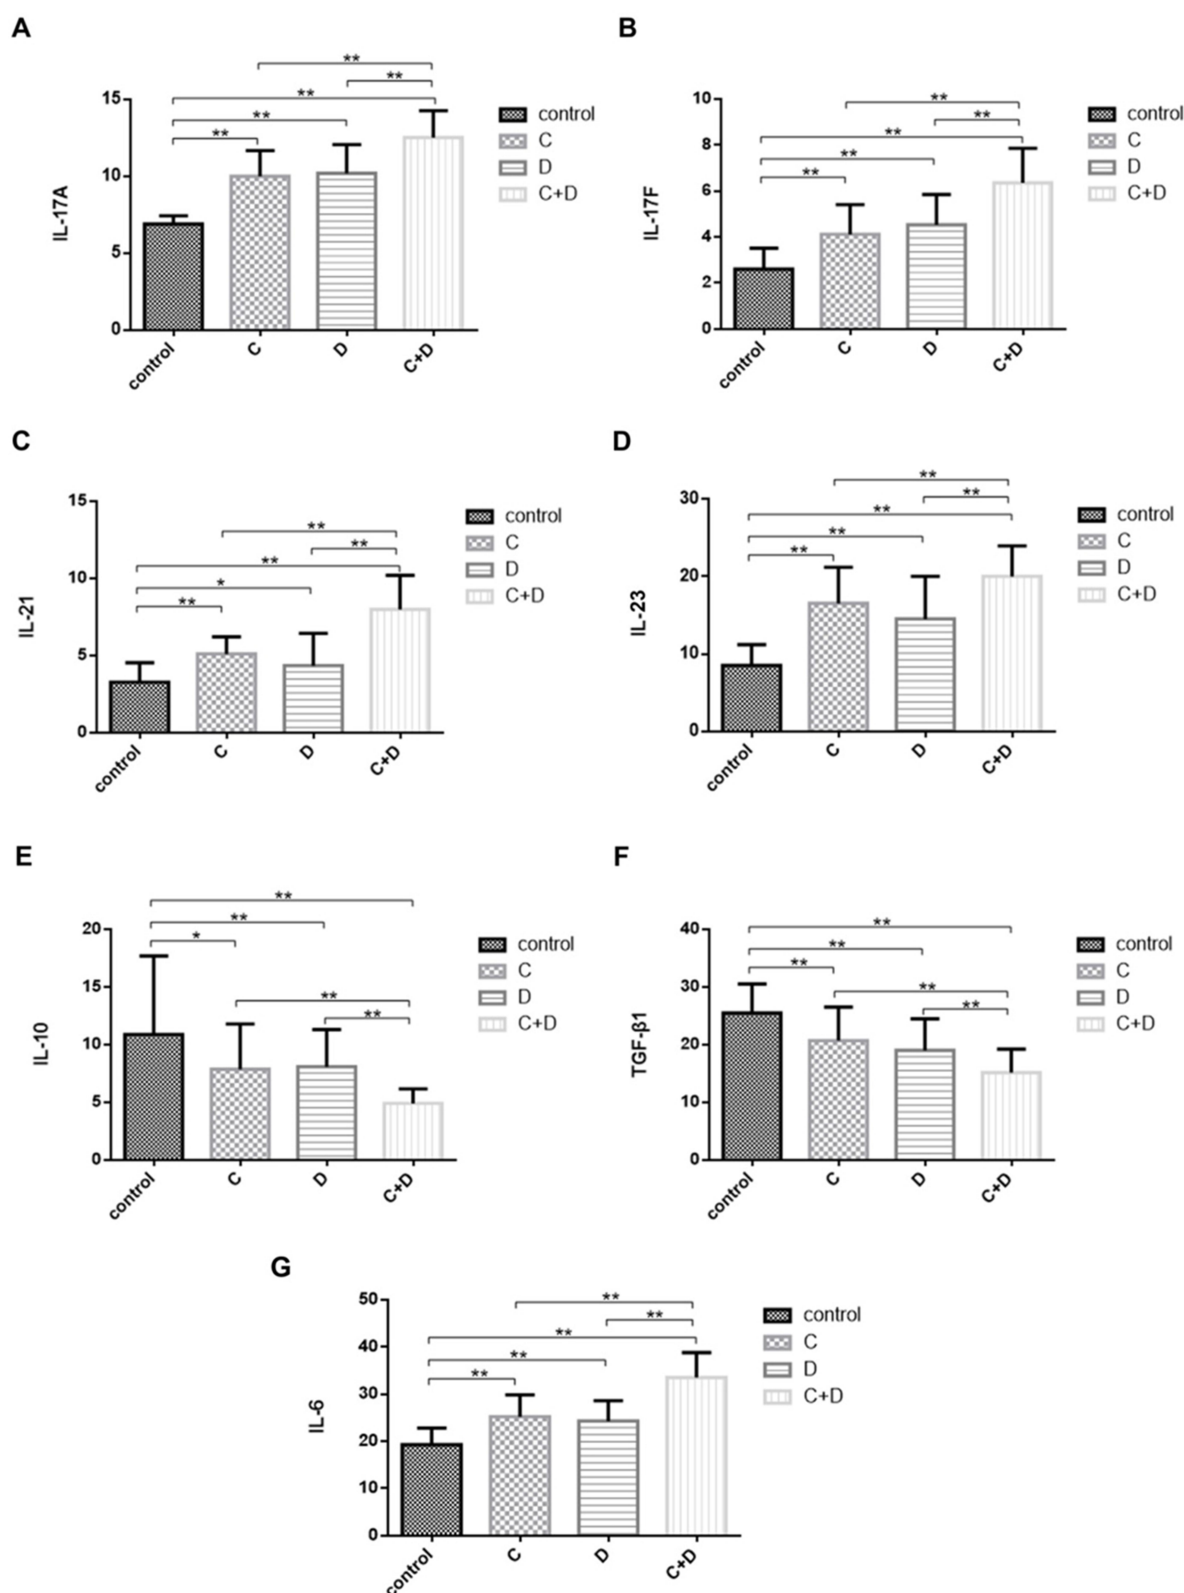 A
B
**
**
**
**
**
15
10
5
0
IL-17A
control
C
D
C+D
control
C
D
C+D
**
**
**
**
**
10
8
6
4
2
0
IL-17F
control
C
D
C+D
control
C
D
C+D
C
D
**
**
**
*
**
15
10
5
0
IL-21
control
C
D
C+D
control
C
D
C+D
**
**
**
**
**
30
20
10
0
IL-23
control
C
D
C+D
control
C
D
C+D
E
F
**
**
*
**
**
20
15
10
5
0
IL-10
control
C
D
C+D
control
C
D
C+D
**
**
**
**
**
40
30
20
10
0
TGF-β1
control
C
D
C+D
control
C
D
C+D
G
**
**
**
**
**
50
40
30
20
10
0
IL-6
control
C
D
C+D
control
C
D
C+D